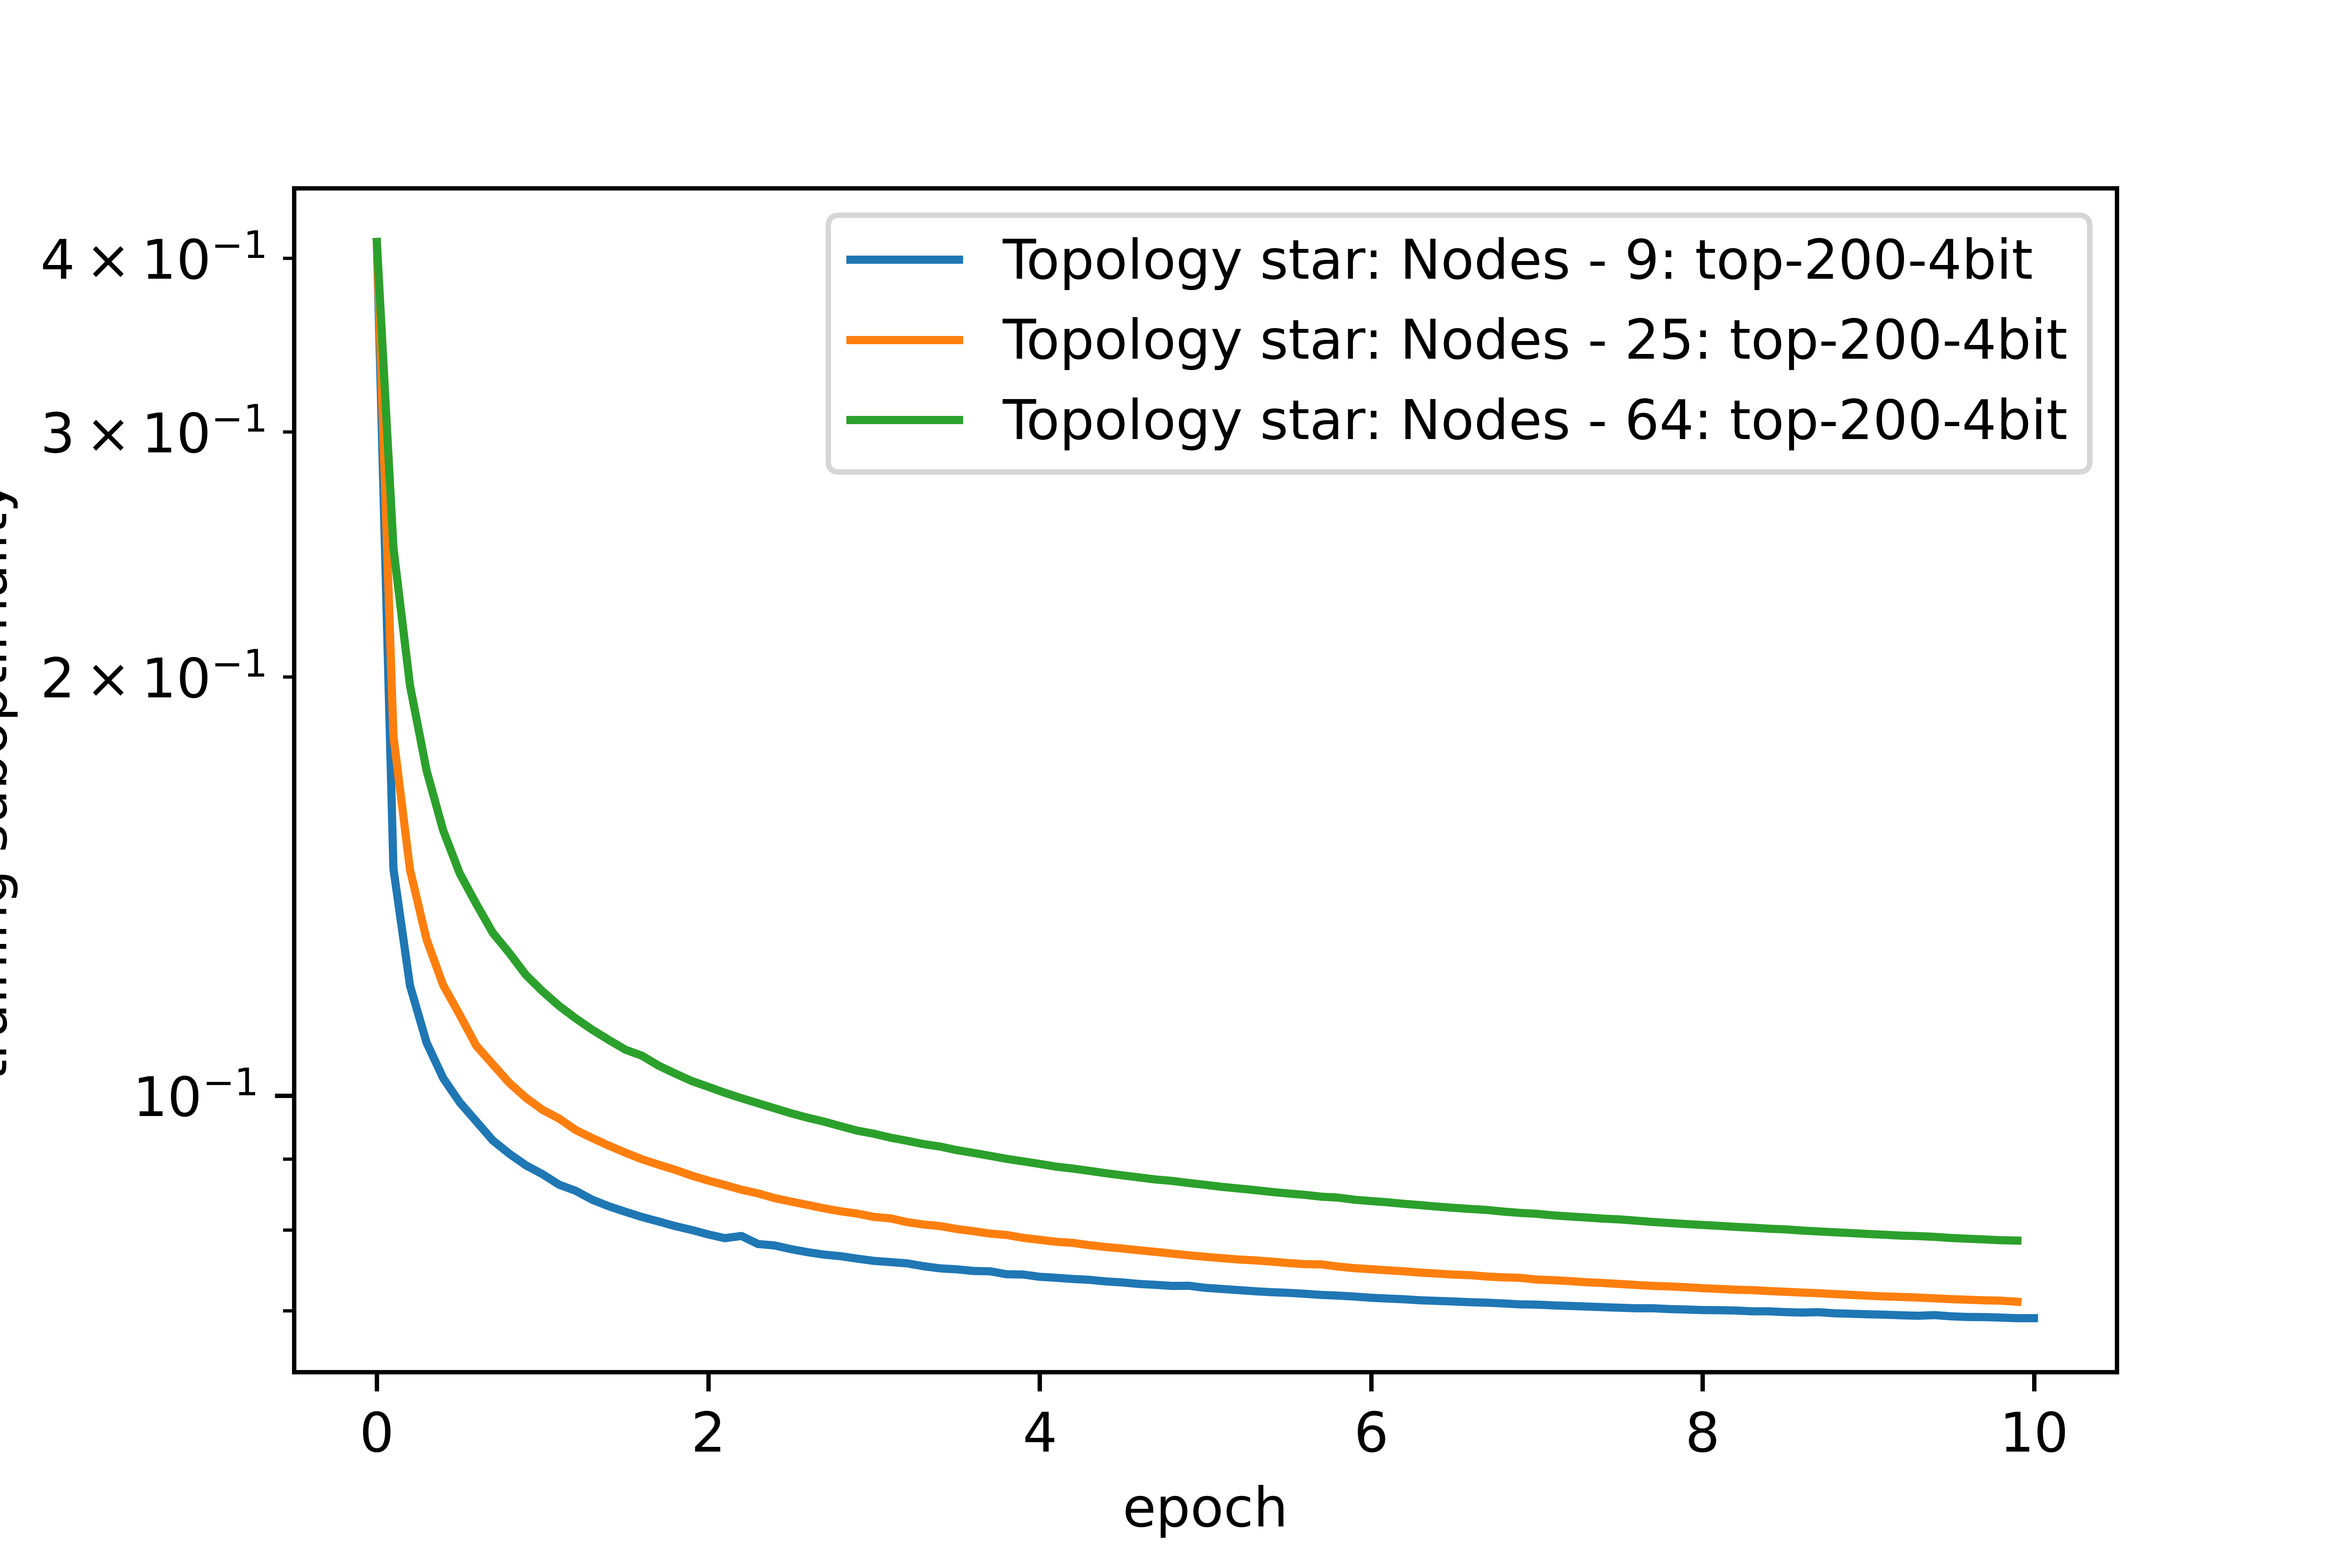 4 × 10⁻¹
3 × 10⁻¹
2 × 10⁻¹
10⁻¹
Topology star: Nodes - 9: top-200-4bit
Topology star: Nodes - 25: top-200-4bit
Topology star: Nodes - 64: top-200-4bit
0 2 4 6 8 10
epoch